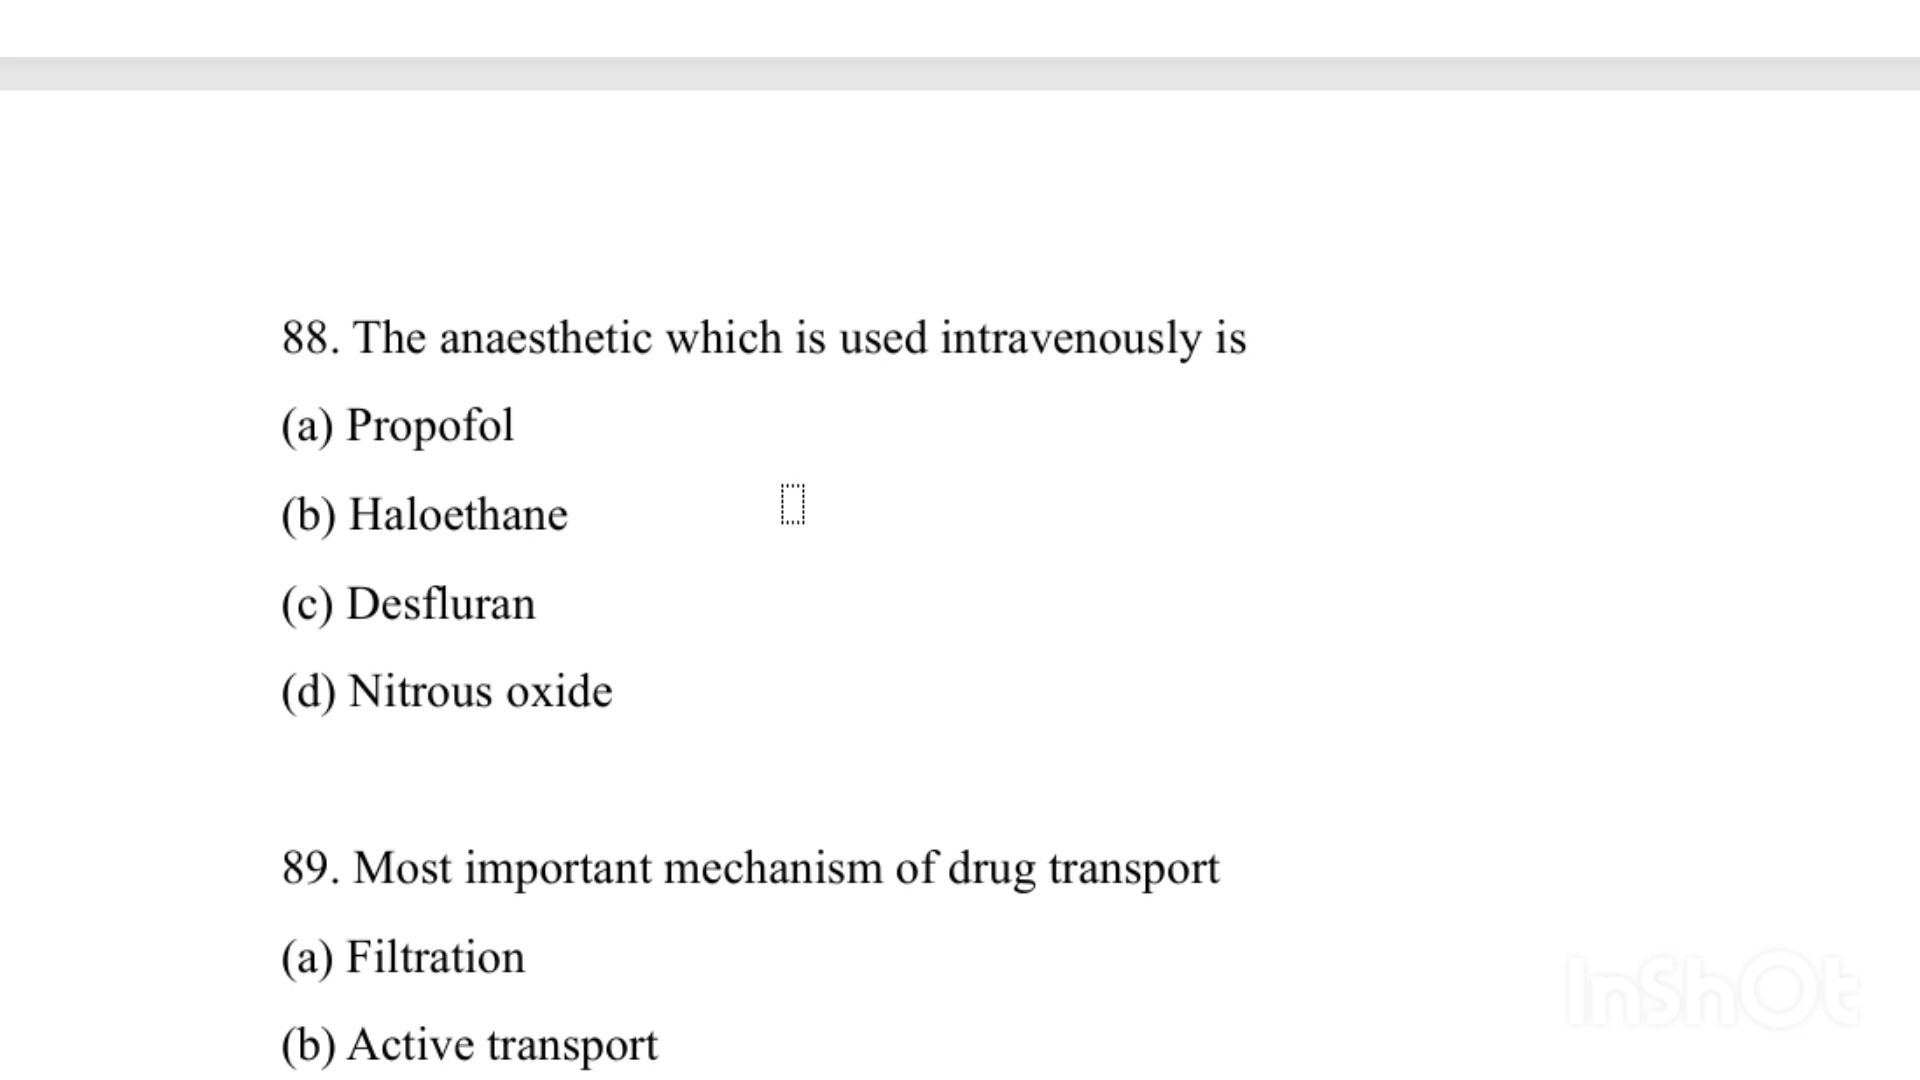 88. The anaesthetic which is used intravenously is
(a) Propofol
(b) Haloethane
(c) Desfluran
(d) Nitrous oxide
89. Most important mechanism of drug transport
(a) Filtration
(b) Active transport
InShOt